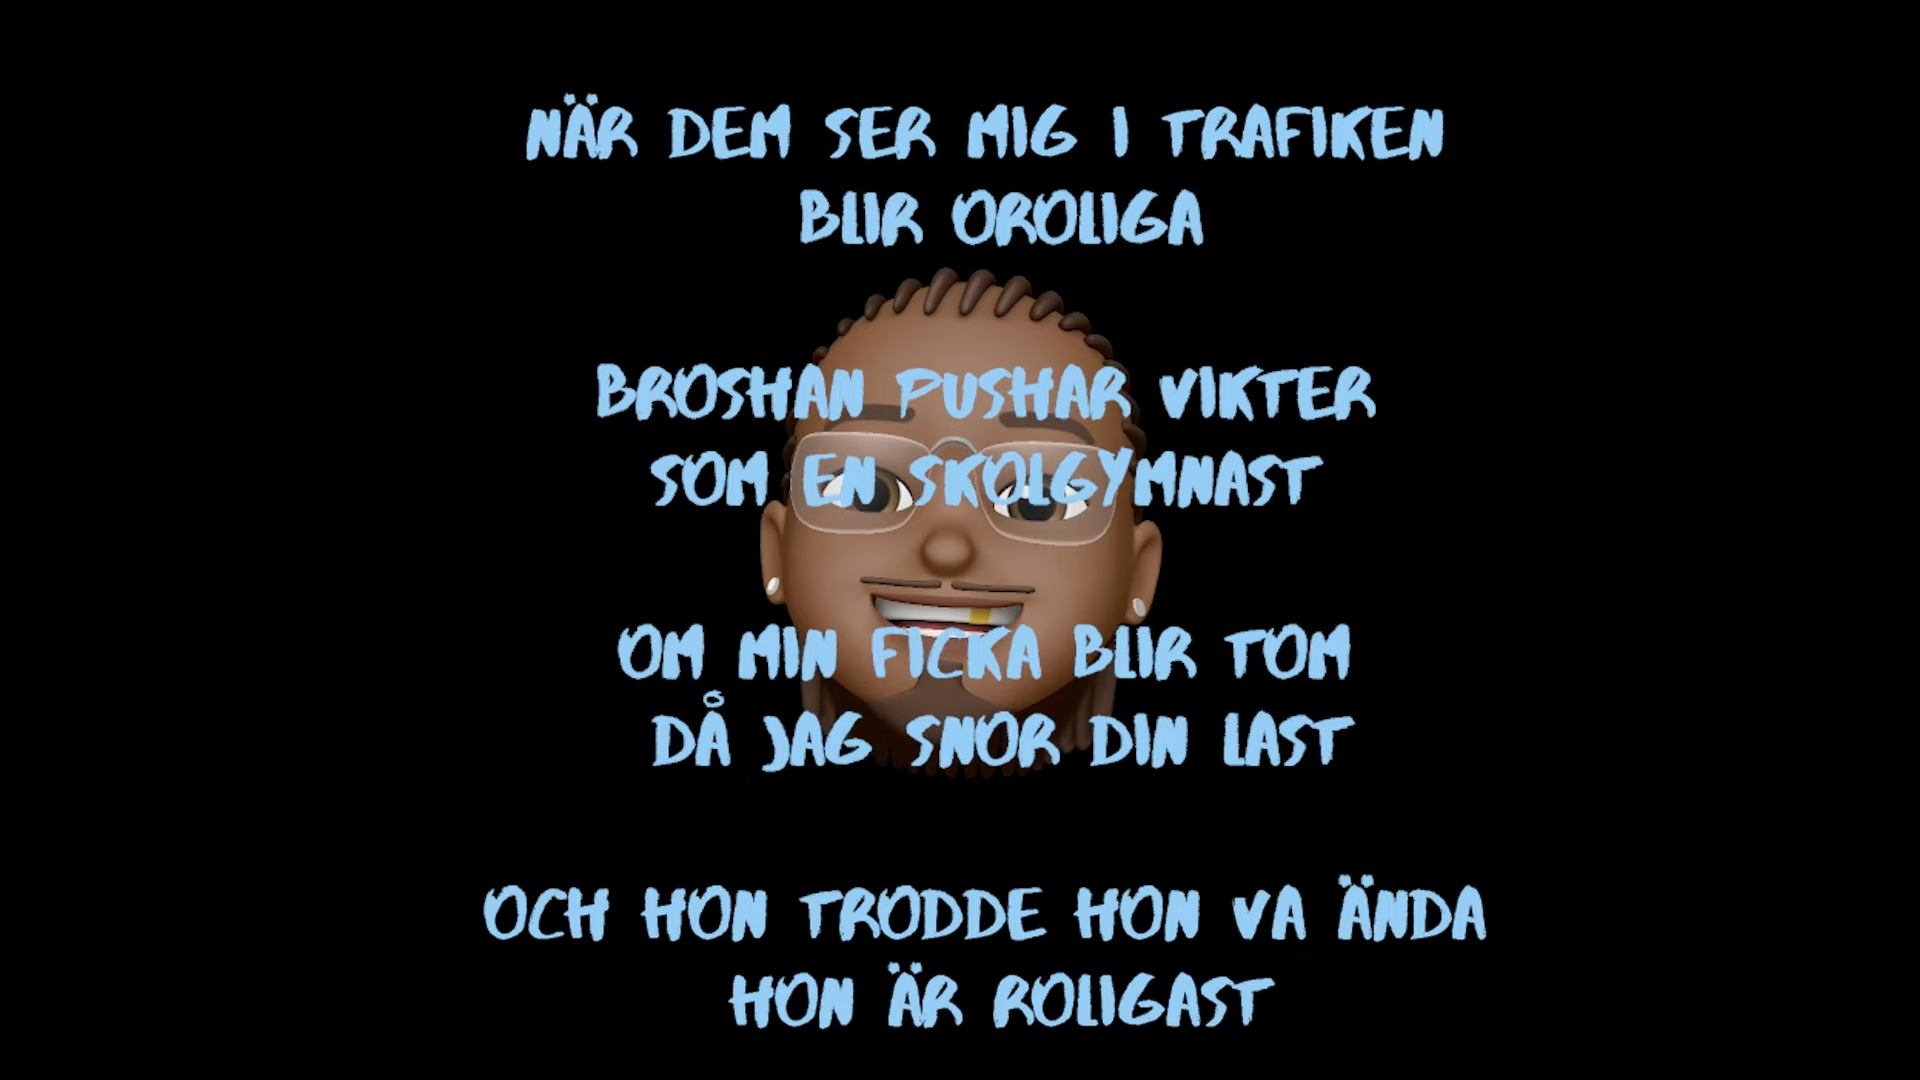 NÄR DEM SER MIG I TRAFIKEN
BLIR OROLIGA
BROSHAN PUSHAR VIKTER
SOM EN SKOLGYMNAST
OM MIN FICKA BLIR TOM
DÅ JAG SNOR DIN LAST
OCH HON TRODDE HON VA ÄNDA
HON ÄR ROLIGAST